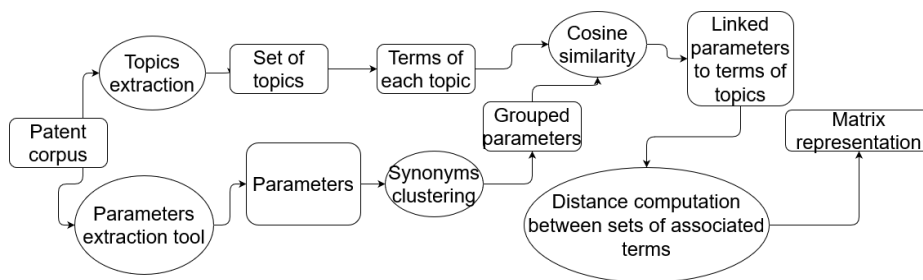 Patent
corpus
Topics
extraction
Set of
topics
Terms of
each topic
Cosine
similarity
Linked
parameters
to terms of
topics
Parameters
extraction tool
Parameters
Synonyms
clustering
Grouped
parameters
Distance computation
between sets of associated
terms
Matrix
representation